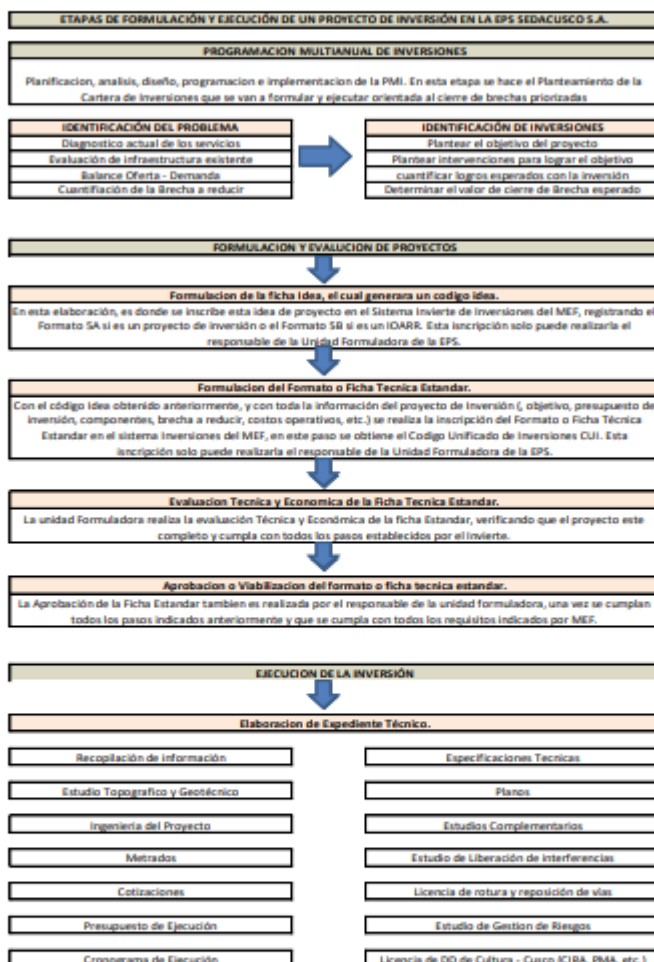 ETAPAS DE FORMULACIÓN Y EJECUCIÓN DE UN PROYECTO DE INVERSIÓN EN LA EPS SEDACUSCO S.A.
PROGRAMACION MULTIANUAL DE INVERSIONES
Planificacion, analisis, diseño, programacion e implementacion de la PMI. En esta etapa se hace el Planteamiento de la
Cartera de Inversiones que se van a formular y ejecutar orientada al cierre de brechas priorizadas
IDENTIFICACIÓN DEL PROBLEMA
Diagnostico actual de los servicios
Evaluación de infraestructura existente
Balance Oferta - Demanda
Cuantifiación de la Brecha a reducir
IDENTIFICACIÓN DE INVERSIONES
Plantear el objetivo del proyecto
Plantear intervenciones para lograr el objetivo
cuantificar logros esperados con la inversión
Determinar el valor de cierre de Brecha esperado
FORMULACION Y EVALUCION DE PROYECTOS
Formulacion de la ficha Idea, el cual generara un codigo idea.
En esta elaboración, es donde se inscribe esta idea de proyecto en el Sistema Invierte de Inversiones del MEF, registrando el
Formato 5A si es un proyecto de inversión o el Formato 5B si es un IOARR. Esta iscripción solo puede realizarla el
responsable de la Unidad Formuladora de la EPS.
Formulacion del Formato o Ficha Tecnica Estandar.
Con el código Idea obtenido anteriormente, y con toda la información del proyecto de Inversión (, objetivo, presupuesto de
inversión, componentes, brecha a reducir, costos operativos, etc.) se realiza la inscripción del Formato o Ficha Técnica
Estandar en el sistema Inversiones del MEF, en este paso se obtiene el Codigo Unificado de Inversiones CUI. Esta
iscripción solo puede realizarla el responsable de la Unidad Formuladora de la EPS.
Evaluacion Tecnica y Economica de la Ficha Tecnica Estandar.
La unidad Formuladora realiza la evaluación Técnica y Económica de la ficha Estandar, verificando que el proyecto este
completo y cumpla con todos los pasos establecidos por el Invierte.
Aprobacion o Viabilizacion del formato o ficha tecnica estandar.
La Aprobación de la Ficha Estandar tambien es realizada por el responsable de la unidad formuladora, una vez se cumplan
todos los pasos indicados anteriormente y que se cumpla con todos los requisitos indicados por MEF.
EJECUCION DE LA INVERSIÓN
Elaboracion de Expediente Técnico.
Recopilación de información
Especificaciones Tecnicas
Estudio Topografico y Geotécnico
Planos
Ingenieria del Proyecto
Estudios Complementarios
Metrados
Estudio de Liberación de interferencias
Cotizaciones
Licencia de rotura y reposición de vías
Presupuesto de Ejecución
Estudio de Gestion de Riesgos
Cronograma de Ejecución
Licencia de DD de Cultura - Cusco (CIRA, PMA, etc.)